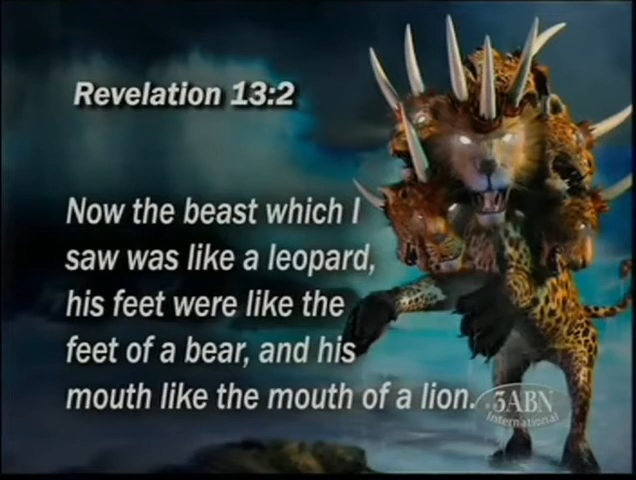 Revelation 13:2
Now the beast which I
saw was like a leopard,
his feet were like the
feet of a bear, and his
mouth like the mouth of a lion.
3ABN
International